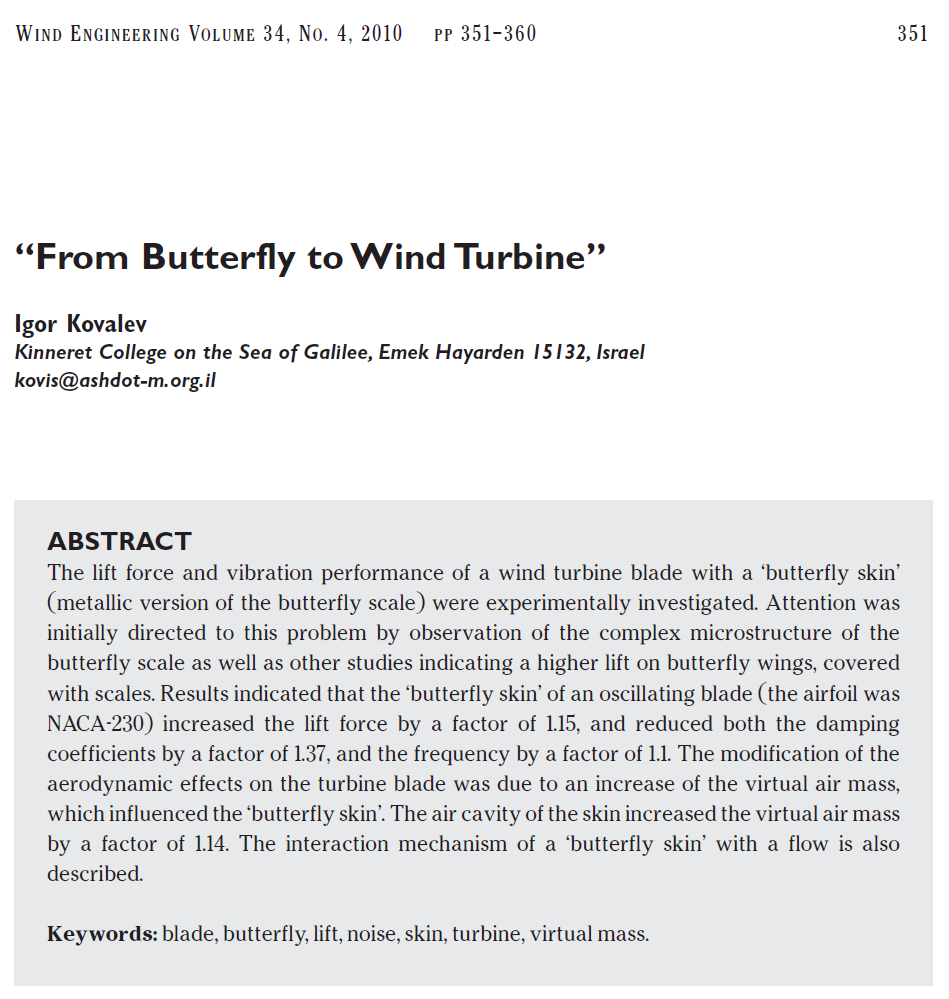 WIND ENGINEERING VOLUME 34, NO. 4, 2010 PP 351–360 351
“From Butterfly to Wind Turbine”
Igor Kovalev
Kinneret College on the Sea of Galilee, Emek Hayarden 15132, Israel
kovis@ashdot-m.org.il
ABSTRACT
The lift force and vibration performance of a wind turbine blade with a ‘butterfly skin’
(metallic version of the butterfly scale) were experimentally investigated. Attention was
initially directed to this problem by observation of the complex microstructure of the
butterfly scale as well as other studies indicating a higher lift on butterfly wings, covered
with scales. Results indicated that the ‘butterfly skin’ of an oscillating blade (the airfoil was
NACA-230) increased the lift force by a factor of 1.15, and reduced both the damping
coefficients by a factor of 1.37, and the frequency by a factor of 1.1. The modification of the
aerodynamic effects on the turbine blade was due to an increase of the virtual air mass,
which influenced the ‘butterfly skin’. The air cavity of the skin increased the virtual air mass
by a factor of 1.14. The interaction mechanism of a ‘butterfly skin’ with a flow is also
described.
Keywords: blade, butterfly, lift, noise, skin, turbine, virtual mass.